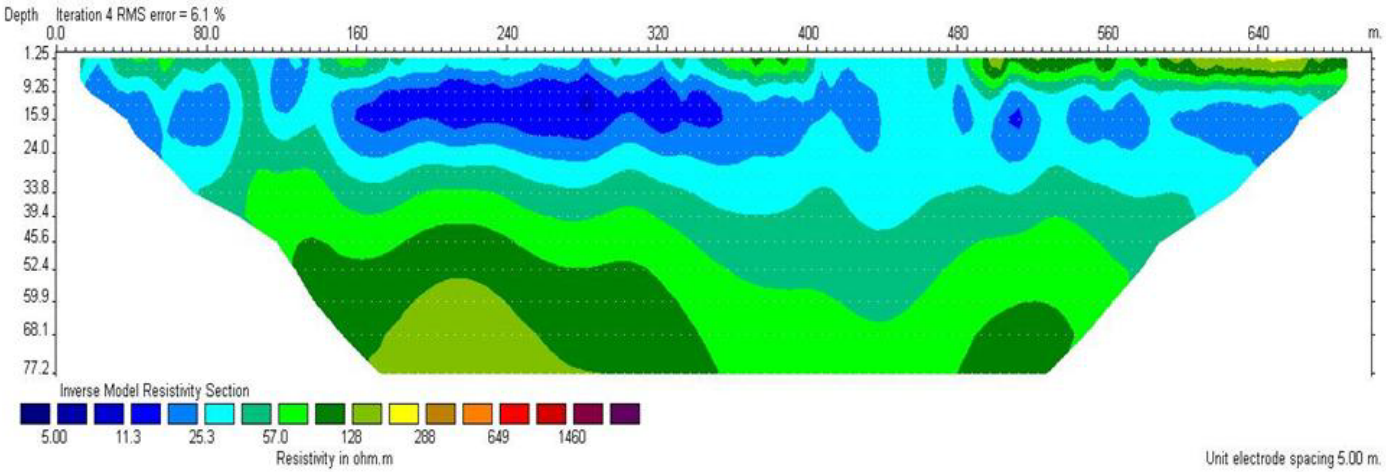 Depth Iteration 4 RMS error = 6.1 %
0.0 80.0 160 240 320 400 480 560 640 m.
1.25
9.26
15.9
24.0
33.8
39.4
45.6
52.4
59.9
68.1
77.2
Inverse Model Resistivity Section
5.00 11.3 25.3 57.0 128 288 649 1460
Resistivity in ohm.m
Unit electrode spacing 5.00 m.